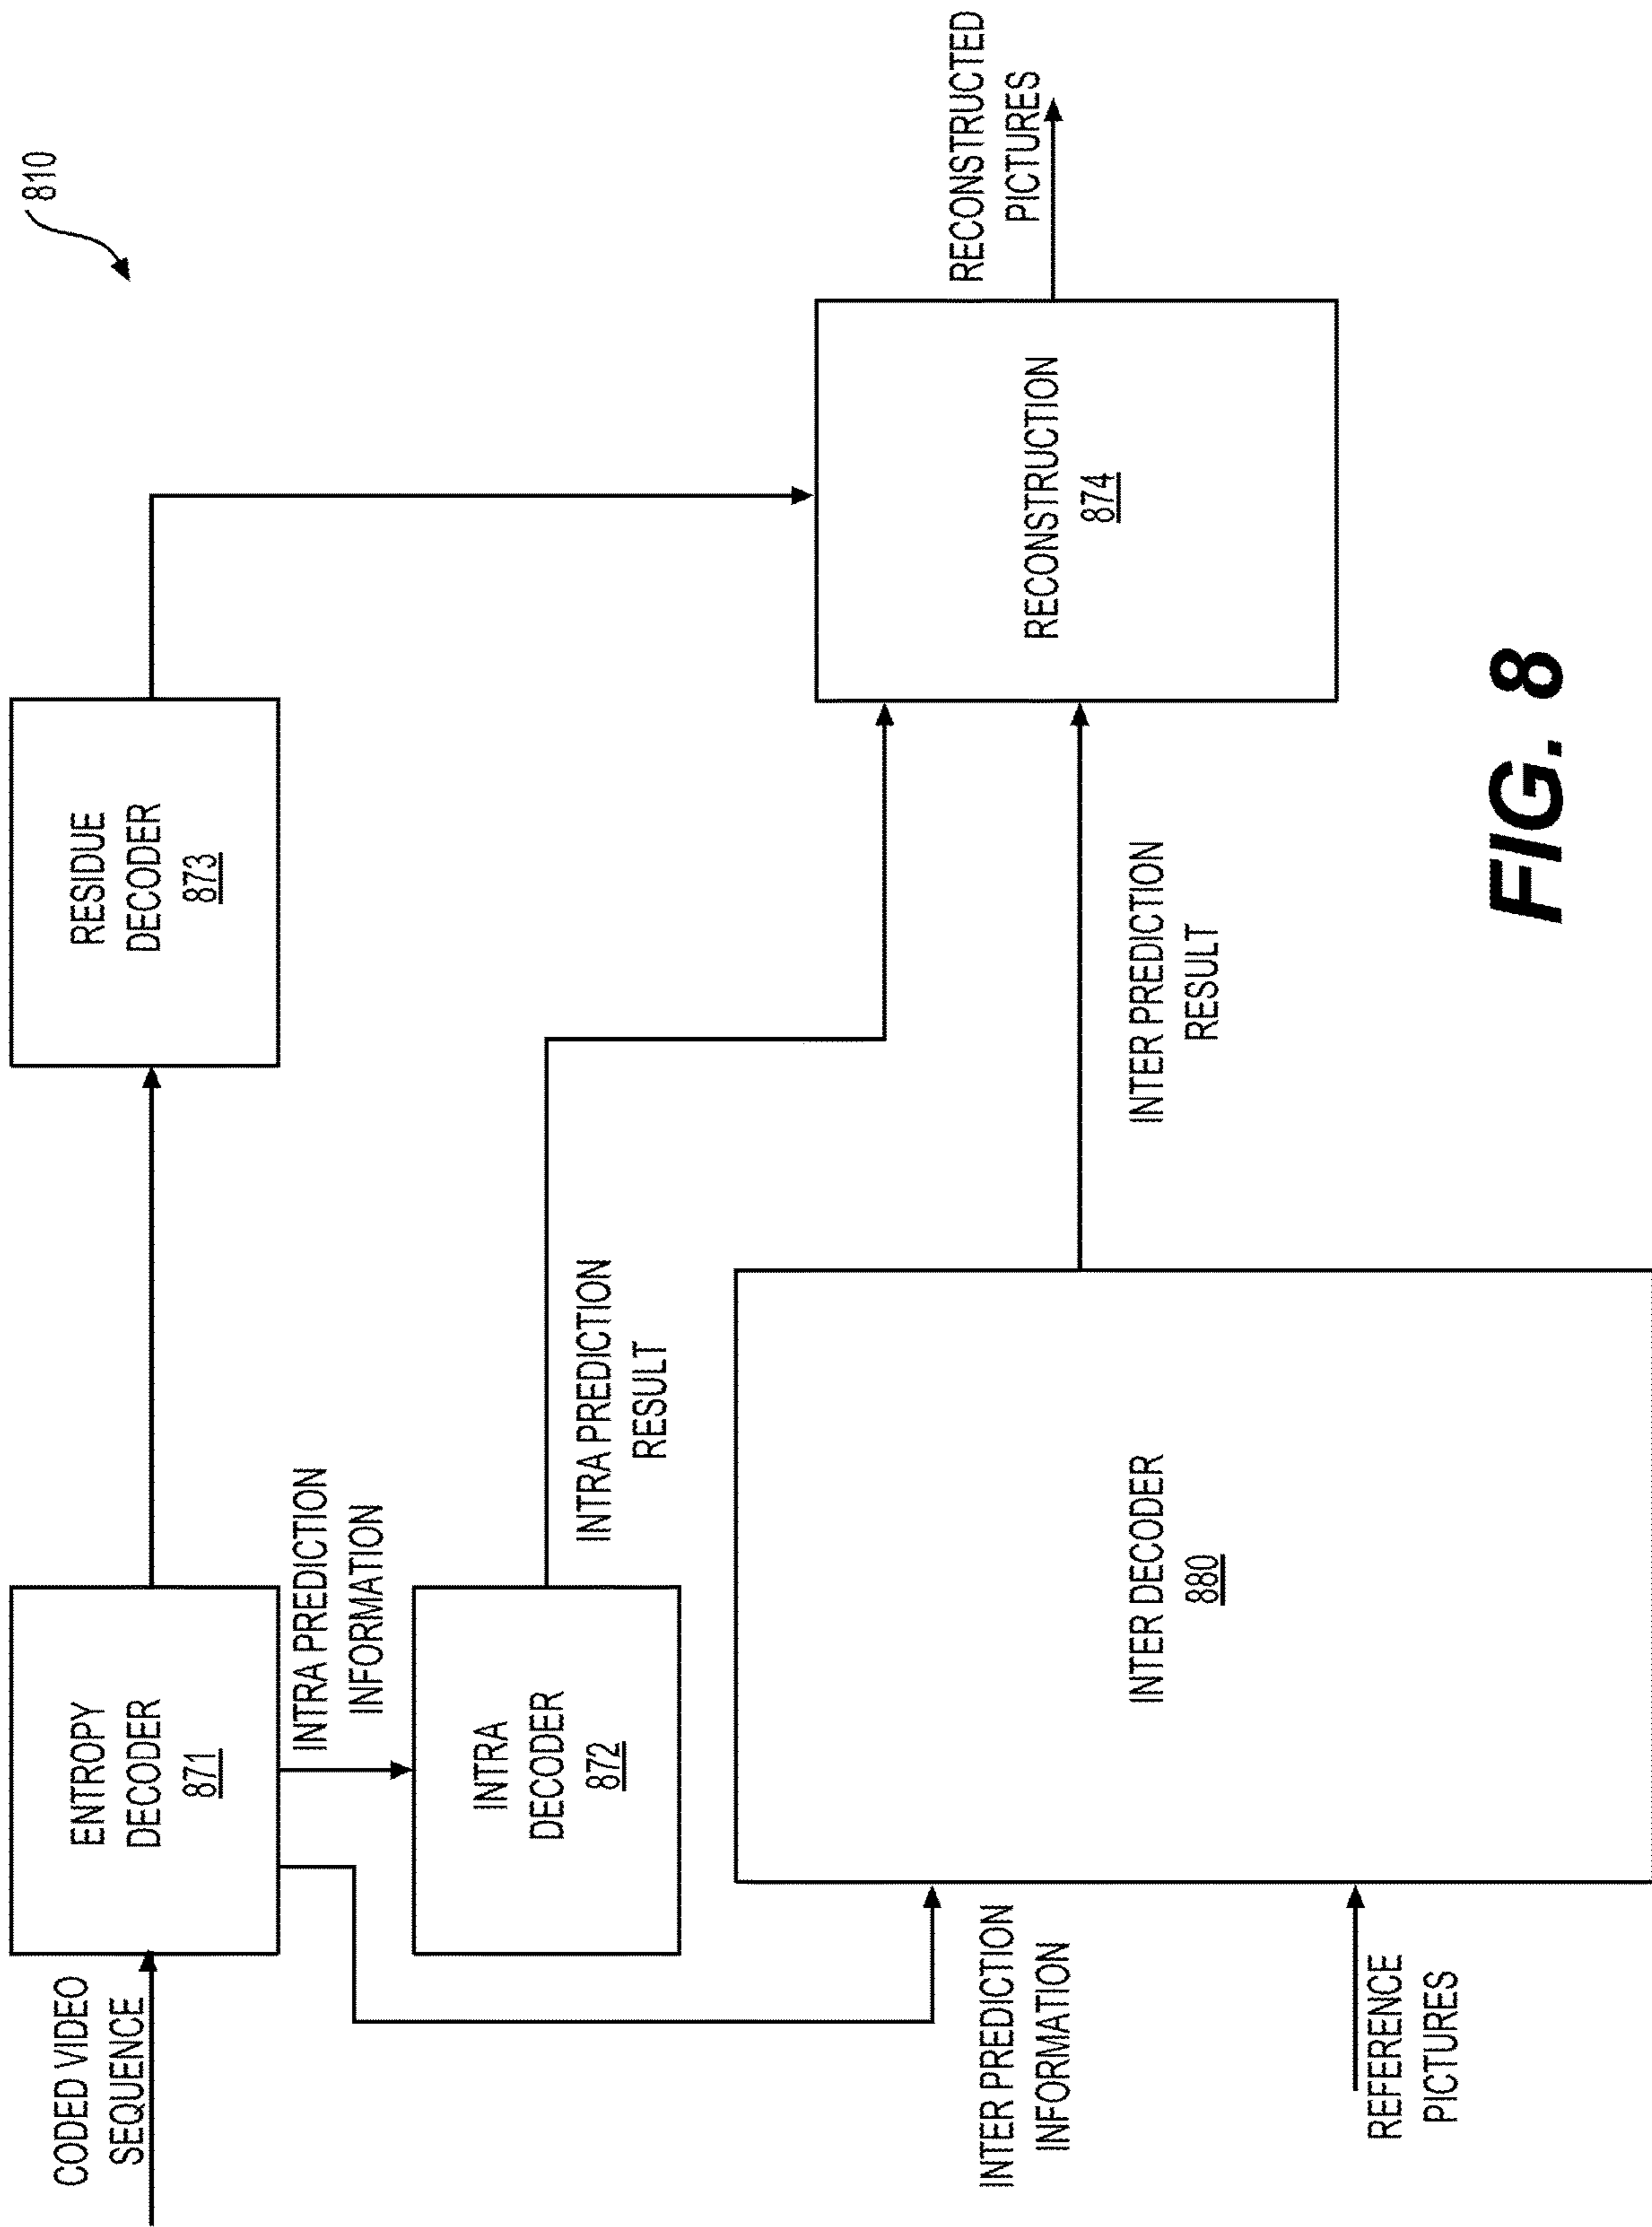 810
CODED VIDEO
SEQUENCE
ENTROPY
DECODER
871
RESIDUE
DECODER
873
INTRA PREDICTION
INFORMATION
INTRA
DECODER
872
INTRA PREDICTION
RESULT
INTER PREDICTION
INFORMATION
REFERENCE
PICTURES
INTER DECODER
880
INTER PREDICTION
RESULT
RECONSTRUCTION
874
RECONSTRUCTED
PICTURES
FIG. 8